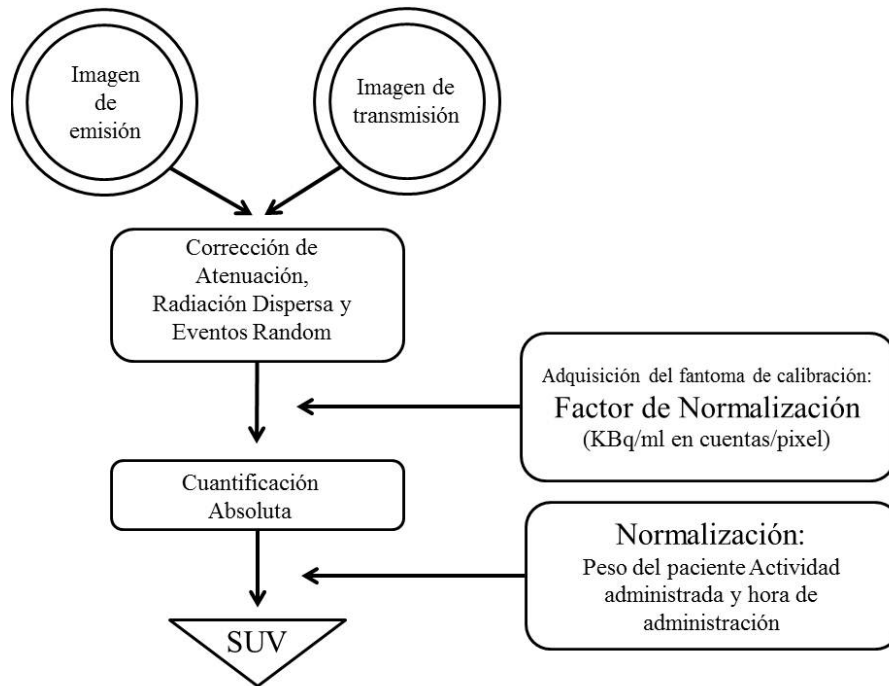 Imagen
de
emisión
Imagen de
transmisión
Corrección de
Atenuación,
Radiación Dispersa y
Eventos Random
Adquisición del fantoma de calibración:
Factor de Normalización
(KBq/ml en cuentas/pixel)
Cuantificación
Absoluta
Normalización:
Peso del paciente Actividad
administrada y hora de
administración
SUV